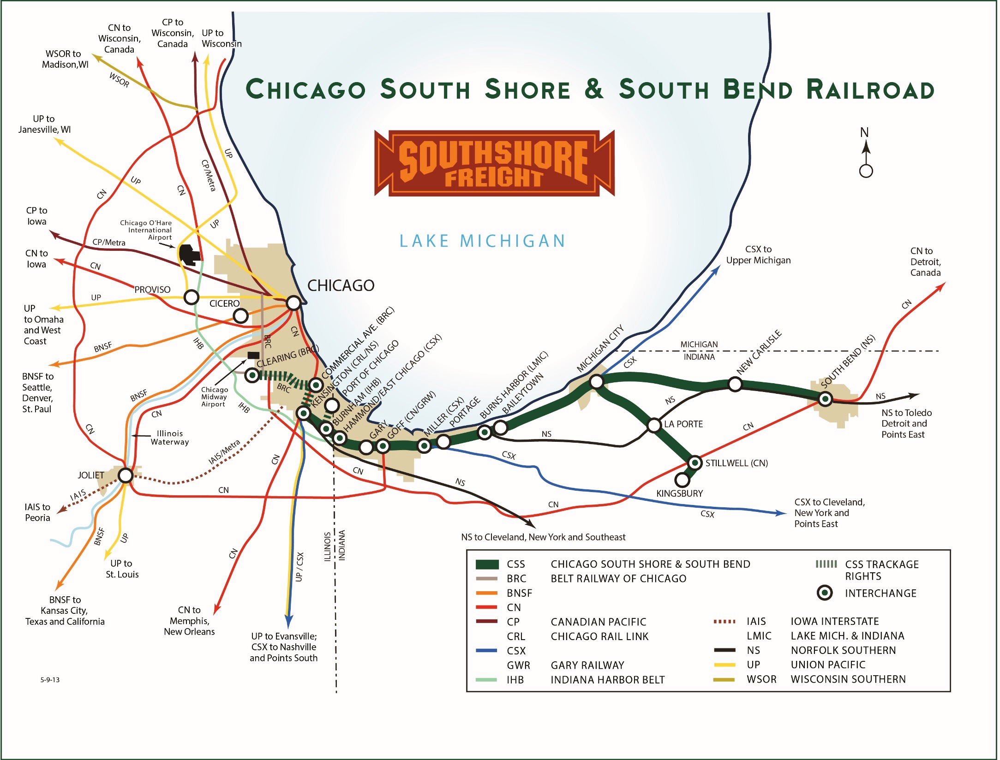 CN to
Wisconsin,
Canada
CP to
Wisconsin,
Canada
UP to
Wisconsin
WSOR to
Madison,WI
WSOR
CHICAGO SOUTH SHORE & SOUTH BEND RAILROAD
UP to
Janesville, WI
N
SOUTHSHORE
FREIGHT
UP
CP/Metra
UP
CN
CN
CP to
Iowa
Chicago O'Hare
International
Airport
UP
CP/Metra
LAKE MICHIGAN
CN to
Iowa
CN
CSX to
Upper Michigan
CN to
Detroit,
Canada
CHICAGO
PROVISO
UP
CICERO
UP
to Omaha
and West
Coast
CN
CN
BRC
IHB
BNSF
CLEARING (BRC)
COMMERCIAL AVE. (BRC)
KENSINGTON (CRL/NS)
PORT OF CHICAGO
BURNHAM (IHB)
HAMMOND/EAST CHICAGO (CSX)
GARY
GOFF (CN/GRW)
MILLER (CSX)
PORTAGE
BURNS HARBOR (LMIC)
BAILEYTOWN
MICHIGAN CITY
CSX
MICHIGAN
INDIANA
NEW CARLISLE
SOUTH BEND (NS)
BNSF to
Seattle,
Denver,
St. Paul
Chicago
Midway
Airport
BRC
BNSF
IHB
CN
NS
NS
NS to Toledo
Detroit and
Points East
LA PORTE
CN
CN
Illinois
Waterway
NS
IAIS/Metra
CN
CSX
STILLWELL (CN)
JOLIET
CN
NS
KINGSBURY
CN
IAIS
CN
CSX
IAIS to
Peoria
CSX to Cleveland,
New York and
Points East
BNSF
UP
NS to Cleveland, New York and Southeast
ILLINOIS
INDIANA
CN
UP / CSX
UP to
St. Louis
BNSF to
Kansas City,
Texas and California
CN to
Memphis,
New Orleans
UP to Evansville;
CSX to Nashville
and Points South
5-9-13
CSS CHICAGO SOUTH SHORE & SOUTH BEND
BRC BELT RAILWAY OF CHICAGO
BNSF
CN
CP CANADIAN PACIFIC
CRL CHICAGO RAIL LINK
CSX
GWR GARY RAILWAY
IHB INDIANA HARBOR BELT
CSS TRACKAGE
RIGHTS
INTERCHANGE
IAIS IOWA INTERSTATE
LMIC LAKE MICH. & INDIANA
NS NORFOLK SOUTHERN
UP UNION PACIFIC
WSOR WISCONSIN SOUTHERN